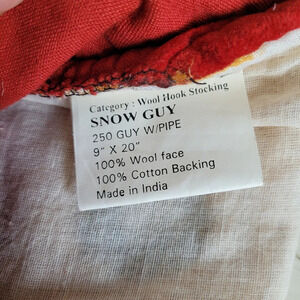 Category : Wool Hook Stocking
SNOW GUY
250 GUY W/PIPE
9" X 20"
100% Wool face
100% Cotton Backing
Made in India